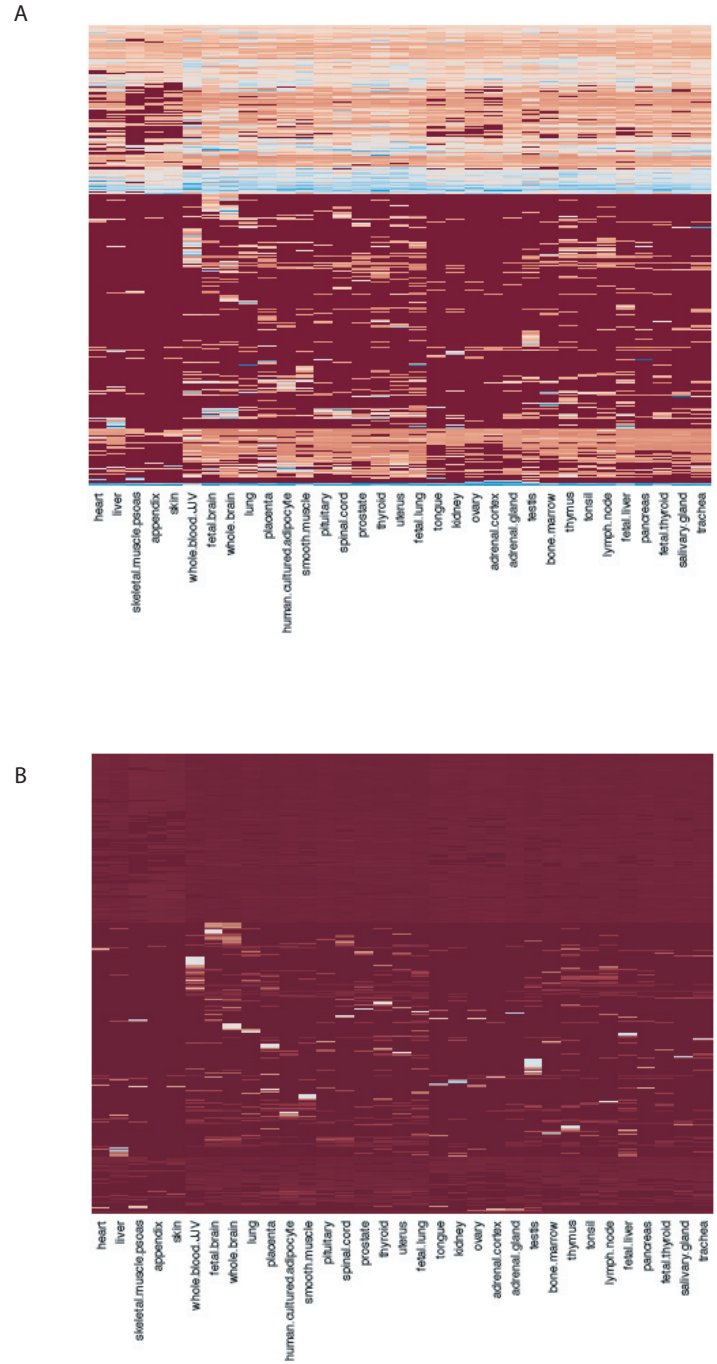 A
heart
liver
skeletal.muscle.psoas
appendix
skin
whole.blood.JJV
fetal.brain
whole.brain
lung
placenta
human.cultured.adipocyte
smooth.muscle
pituitary
spinal.cord
prostate
thyroid
uterus
fetal.lung
tongue
kidney
ovary
adrenal.cortex
adrenal.gland
testis
bone.marrow
thymus
tonsil
lymph.node
fetal.liver
pancreas
fetal.thyroid
salivary.gland
trachea
B
heart
liver
skeletal.muscle.psoas
appendix
skin
whole.blood.JJV
fetal.brain
whole.brain
lung
placenta
human.cultured.adipocyte
smooth.muscle
pituitary
spinal.cord
prostate
thyroid
uterus
fetal.lung
tongue
kidney
ovary
adrenal.cortex
adrenal.gland
testis
bone.marrow
thymus
tonsil
lymph.node
fetal.liver
pancreas
fetal.thyroid
salivary.gland
trachea